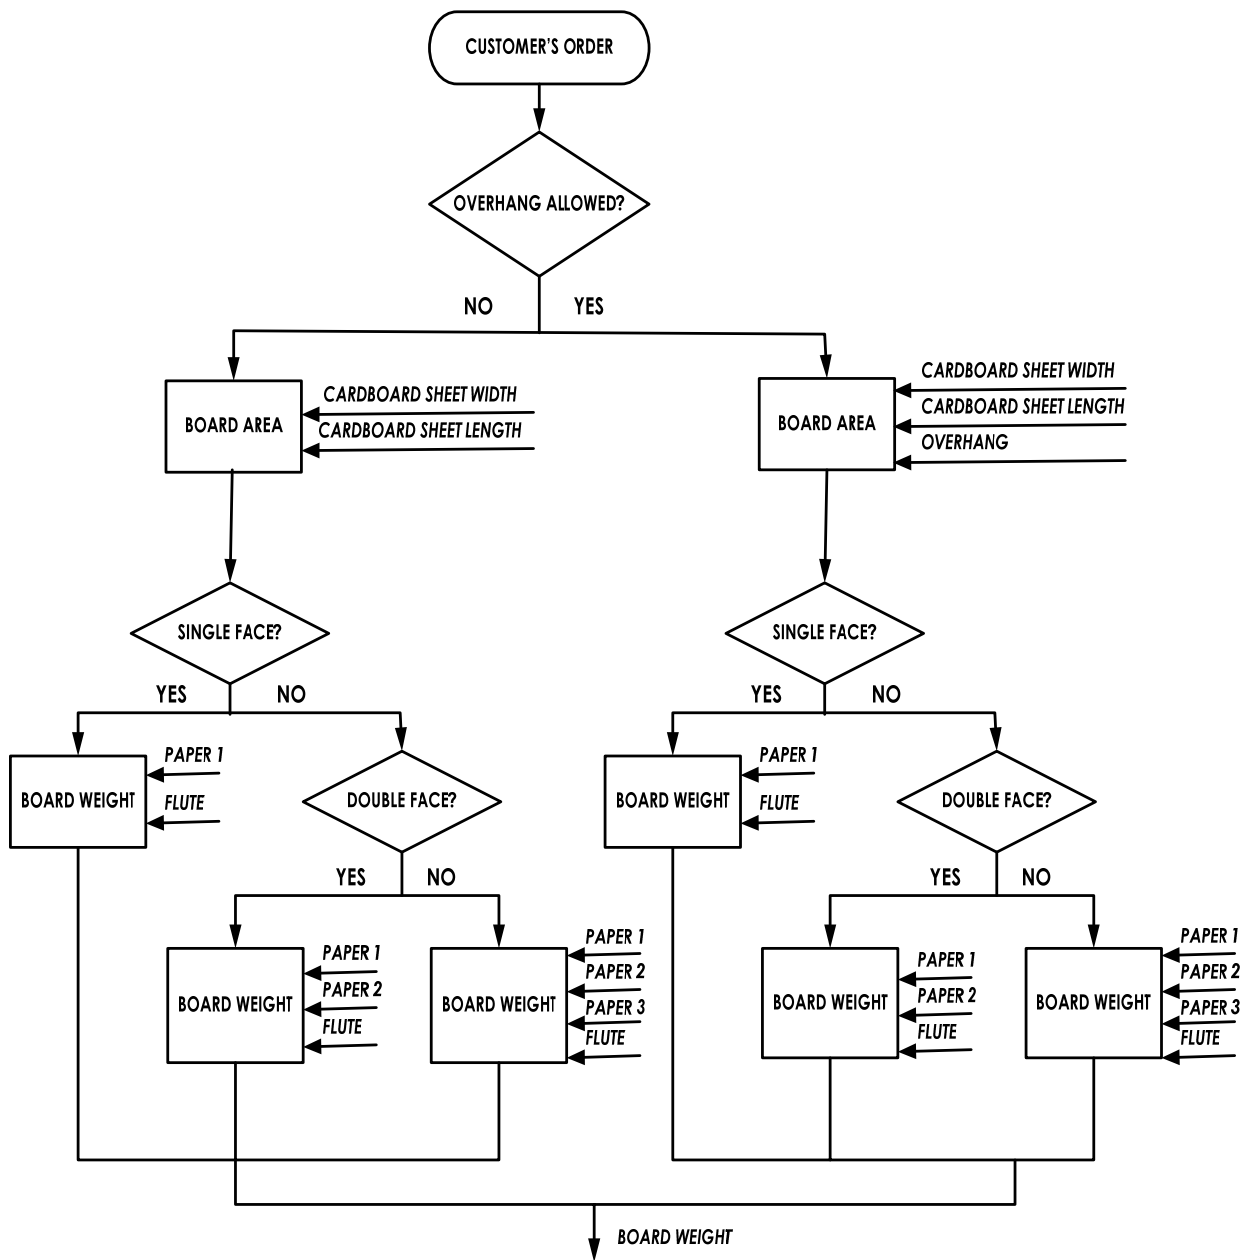 CUSTOMER'S ORDER
OVERHANG ALLOWED?
NO
YES
BOARD AREA
CARDBOARD SHEET WIDTH
CARDBOARD SHEET LENGTH
BOARD AREA
CARDBOARD SHEET WIDTH
CARDBOARD SHEET LENGTH
OVERHANG
SINGLE FACE?
YES
NO
SINGLE FACE?
YES
NO
BOARD WEIGHT
PAPER 1
FLUTE
DOUBLE FACE?
YES
NO
BOARD WEIGHT
PAPER 1
FLUTE
DOUBLE FACE?
YES
NO
BOARD WEIGHT
PAPER 1
PAPER 2
FLUTE
BOARD WEIGHT
PAPER 1
PAPER 2
PAPER 3
FLUTE
BOARD WEIGHT
PAPER 1
PAPER 2
FLUTE
BOARD WEIGHT
PAPER 1
PAPER 2
PAPER 3
FLUTE
BOARD WEIGHT